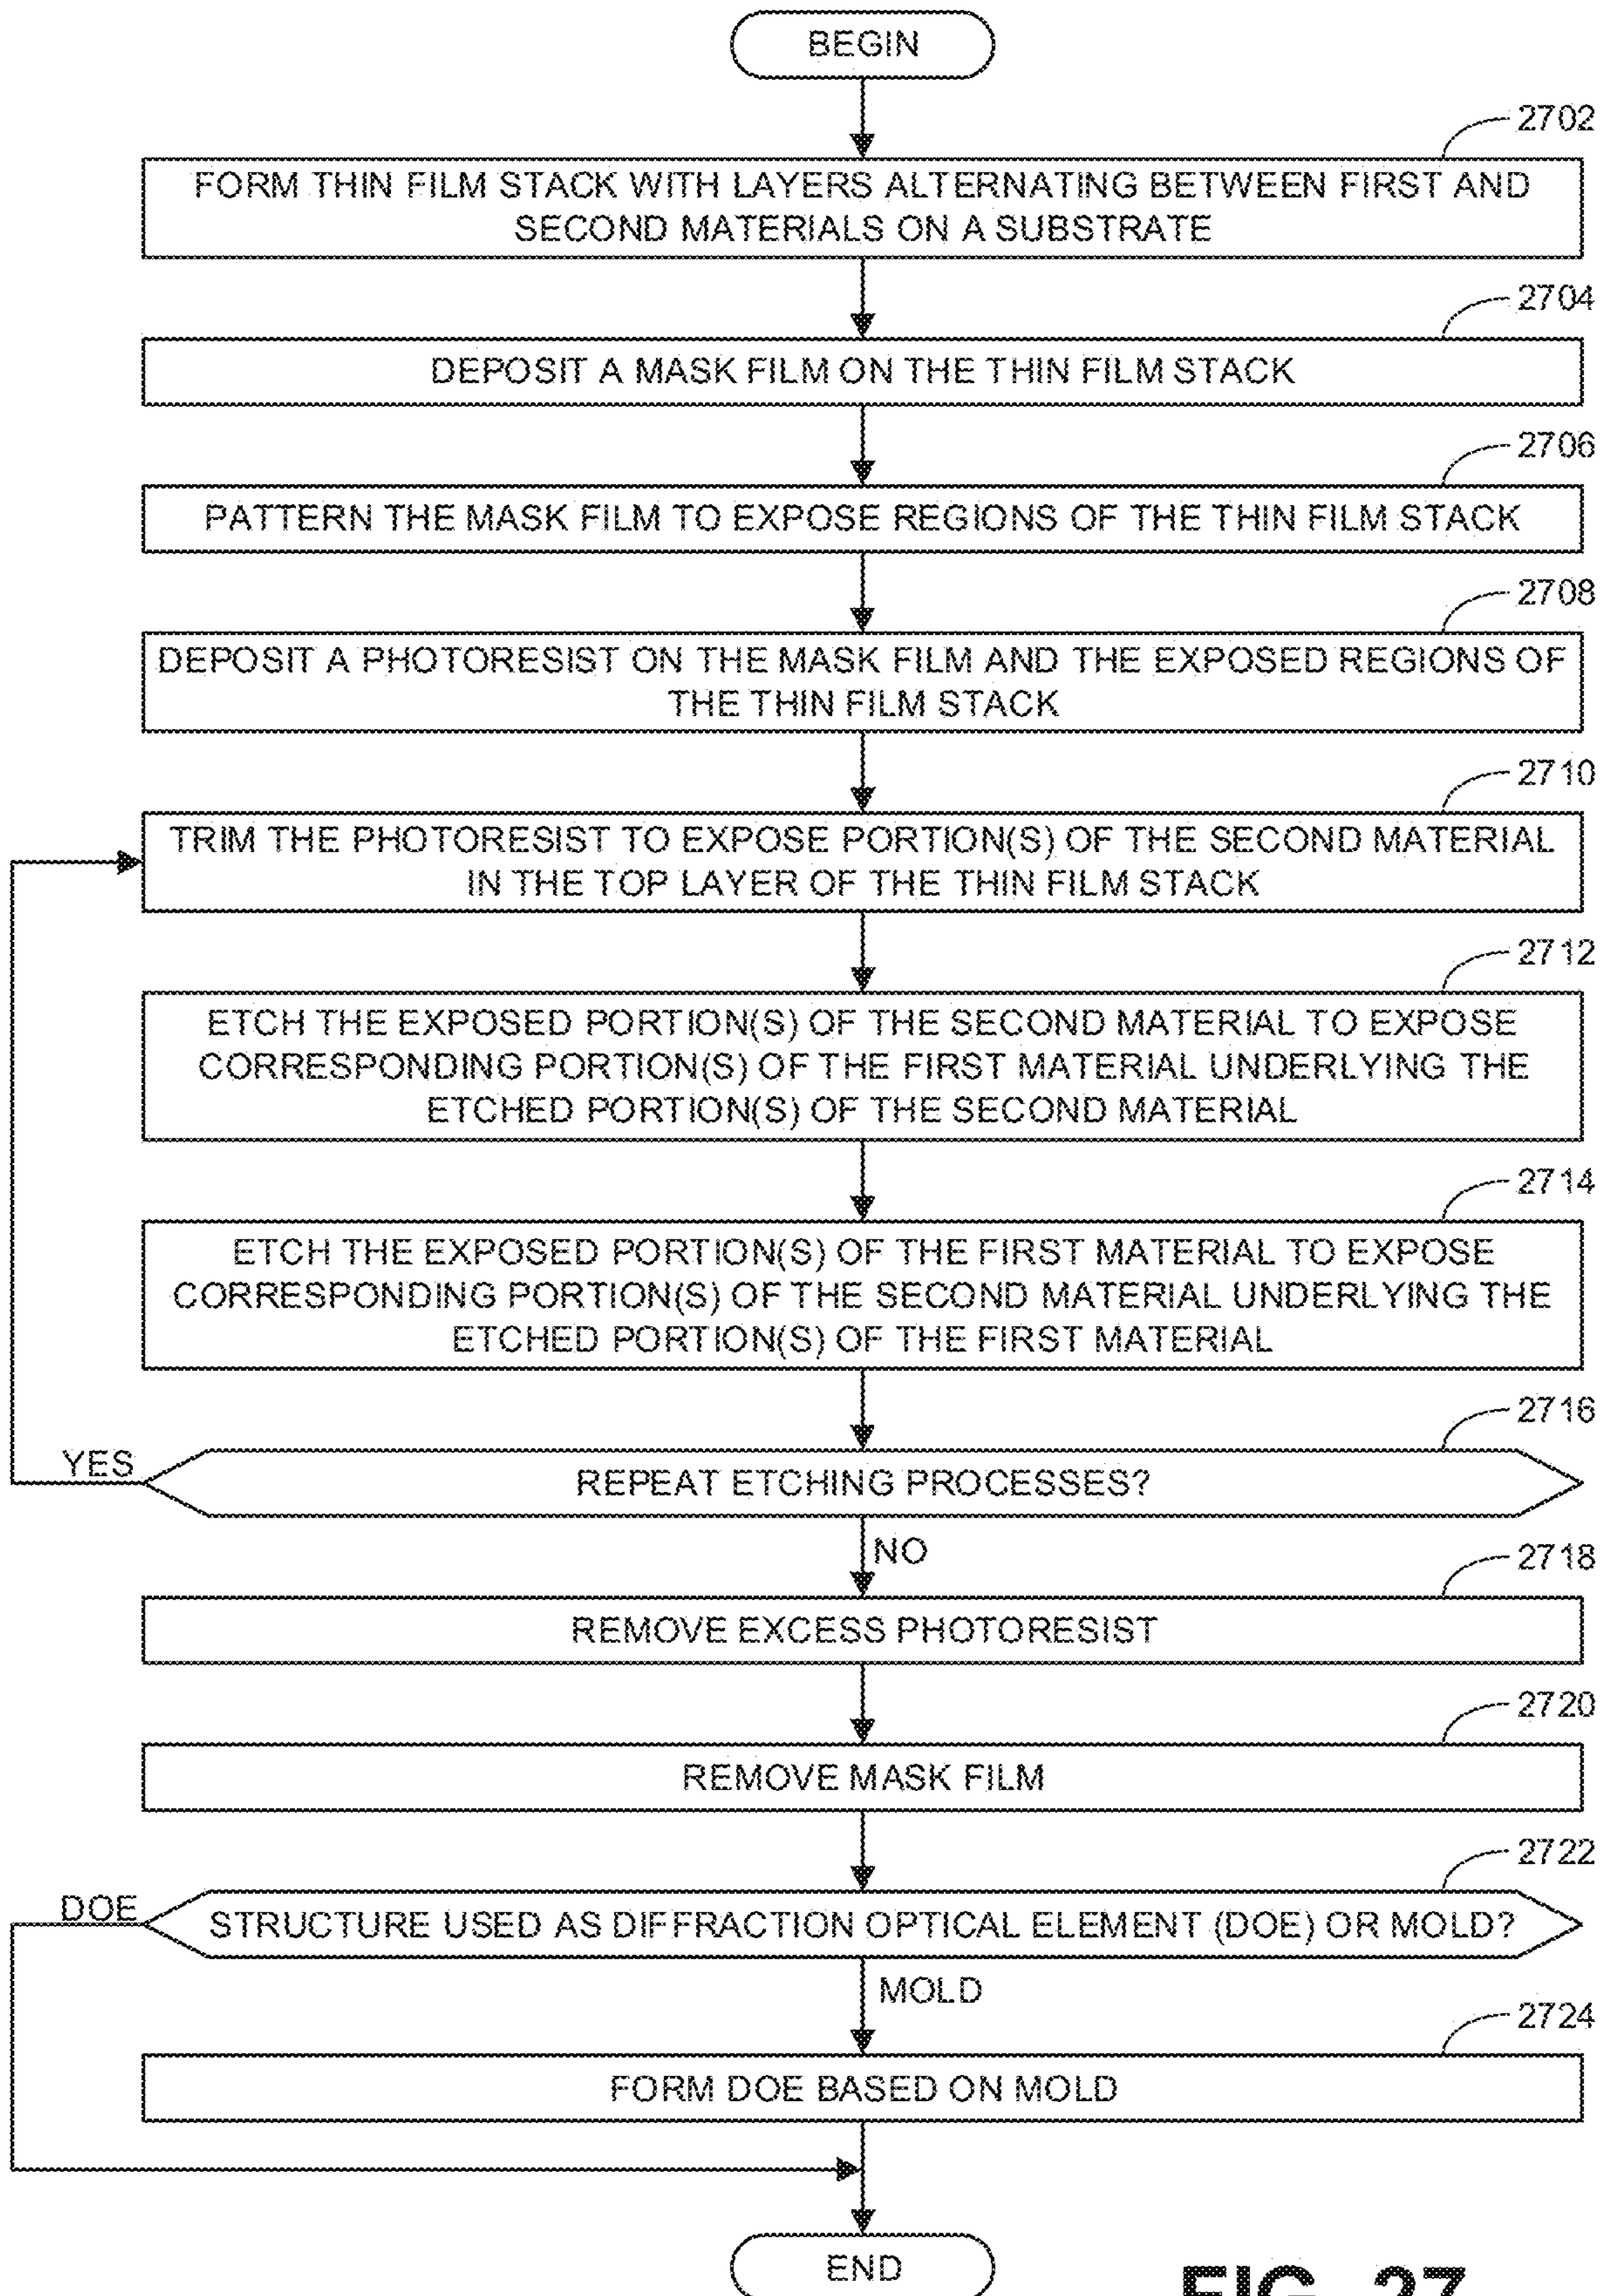 BEGIN
2702
FORM THIN FILM STACK WITH LAYERS ALTERNATING BETWEEN FIRST AND
SECOND MATERIALS ON A SUBSTRATE
2704
DEPOSIT A MASK FILM ON THE THIN FILM STACK
2706
PATTERN THE MASK FILM TO EXPOSE REGIONS OF THE THIN FILM STACK
2708
DEPOSIT A PHOTORESIST ON THE MASK FILM AND THE EXPOSED REGIONS OF
THE THIN FILM STACK
2710
TRIM THE PHOTORESIST TO EXPOSE PORTION(S) OF THE SECOND MATERIAL
IN THE TOP LAYER OF THE THIN FILM STACK
2712
ETCH THE EXPOSED PORTION(S) OF THE SECOND MATERIAL TO EXPOSE
CORRESPONDING PORTION(S) OF THE FIRST MATERIAL UNDERLYING THE
ETCHED PORTION(S) OF THE SECOND MATERIAL
2714
ETCH THE EXPOSED PORTION(S) OF THE FIRST MATERIAL TO EXPOSE
CORRESPONDING PORTION(S) OF THE SECOND MATERIAL UNDERLYING THE
ETCHED PORTION(S) OF THE FIRST MATERIAL
2716
YES
REPEAT ETCHING PROCESSES?
NO
2718
REMOVE EXCESS PHOTORESIST
2720
REMOVE MASK FILM
2722
DOE
STRUCTURE USED AS DIFFRACTION OPTICAL ELEMENT (DOE) OR MOLD?
MOLD
2724
FORM DOE BASED ON MOLD
END
FIG. 27